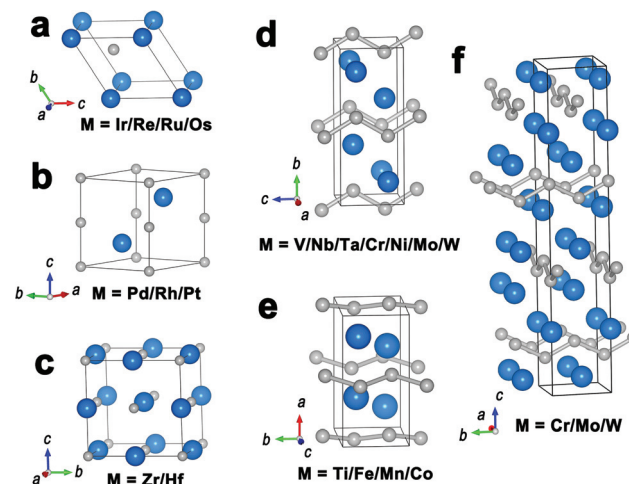 a
b
c
a
M = Ir/Re/Ru/Os
b
c
b
a
M = Pd/Rh/Pt
c
c
a
b
M = Zr/Hf
d
b
c
a
M = V/Nb/Ta/Cr/Ni/Mo/W
e
a
b
c
M = Ti/Fe/Mn/Co
f
c
a
b
M = Cr/Mo/W